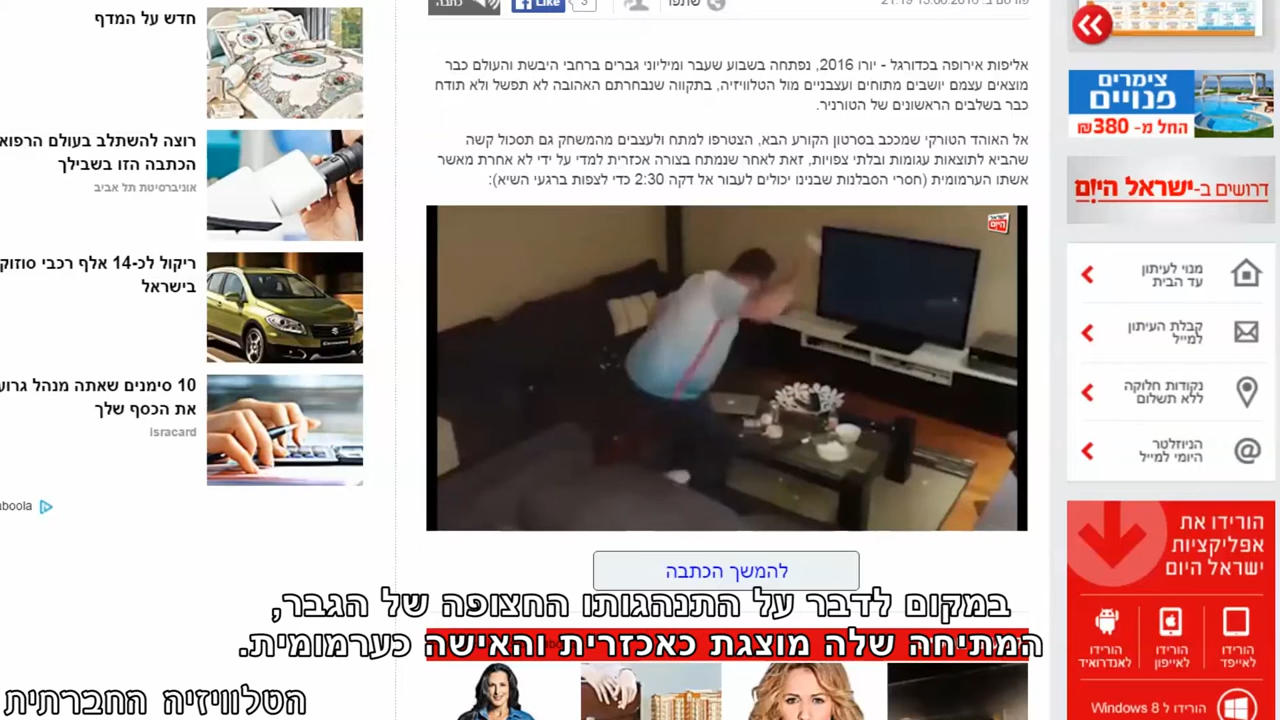 חדש על המדף
רוצה להשתלב בעולם הרפוא
הכתבה הזו בשבילך
אוניברסיטת תל אביב
ריקול לכ-14 אלף רכבי סוזוק
בישראל
10 סימנים שאתה מנהל גרוע
את הכסף שלך
isracard
aboola
כתבה
Like
3
שתפו
אליפות אירופה בכדורגל - יורו 2016, נפתחה בשבוע שעבר ומיליוני גברים ברחבי היבשת והעולם כבר
מוצאים עצמם יושבים מתוחים ועצבניים מול הטלוויזיה, בתקווה שנבחרתם האהובה לא תפשל ולא תודח
כבר בשלבים הראשונים של הטורניר.
אל האוהד הטורקי שמככב בסרטון הקורע הבא, הצטרפו למתח ולעצבים מהמשחק גם תסכול קשה
שהביא לתוצאות עגומות ובלתי צפויות, זאת לאחר שנמתח בצורה אכזרית למדי על ידי לא אחרת מאשר
אשתו הערמומית (חסרי הסבלנות שבנינו יכולים לעבור אל דקה 2:30 כדי לצפות ברגעי השיא):
ישראל
היום
להמשך הכתבה
במקום לדבר על התנהגותו החצופה של הגבר,
המתיחה שלה מוצגת כאכזרית והאישה כערמומית.
הטלוויזיה החברתית
צימרים
פנויים
החל מ- 380₪
דרושים ב-ישראל היום
מנוי לעיתון
עד הבית
קבלת העיתון
למייל
נקודות חלוקה
ללא תשלום
הניוזלטר
היומי למייל
הורידו את
אפליקציות
ישראל היום
הורידו
לאייפד
הורידו
לאייפון
הורידו
לאנדרואיד
הורידו ל Windows 8